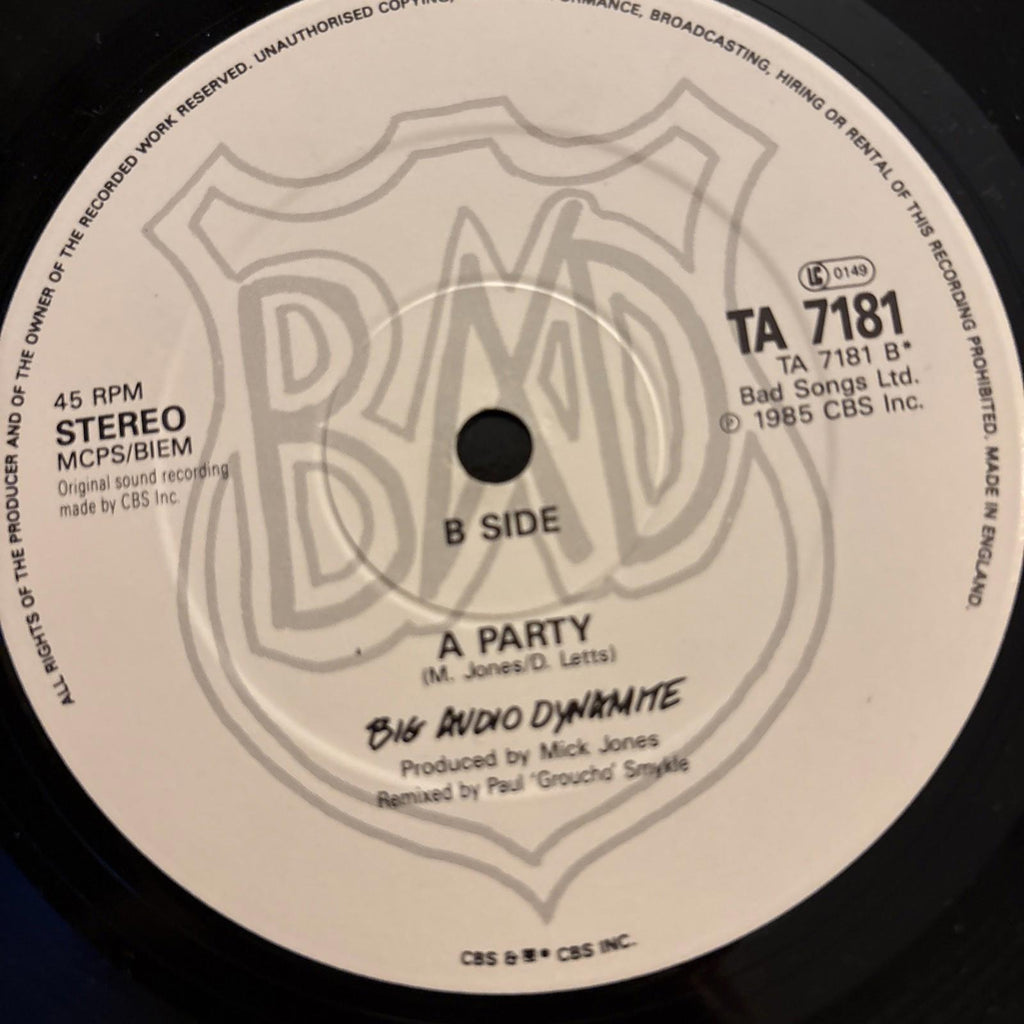 ALL RIGHTS OF THE PRODUCER AND OF THE OWNER OF THE RECORDED WORK RESERVED. UNAUTHORISED COPYING, BROADCASTING, HIRING OR RENTAL OF THIS RECORDING PROHIBITED. MADE IN ENGLAND.
BAD
LC 0149
TA 7181
TA 7181 B*
Bad Songs Ltd.
℗ 1985 CBS Inc.
45 RPM
STEREO
MCPS/BIEM
Original sound recording
made by CBS Inc.
B SIDE
A PARTY
(M. Jones/D. Letts)
BIG AUDIO DYNAMITE
Produced by Mick Jones
Remixed by Paul 'Groucho' Smykle
CBS & • CBS INC.